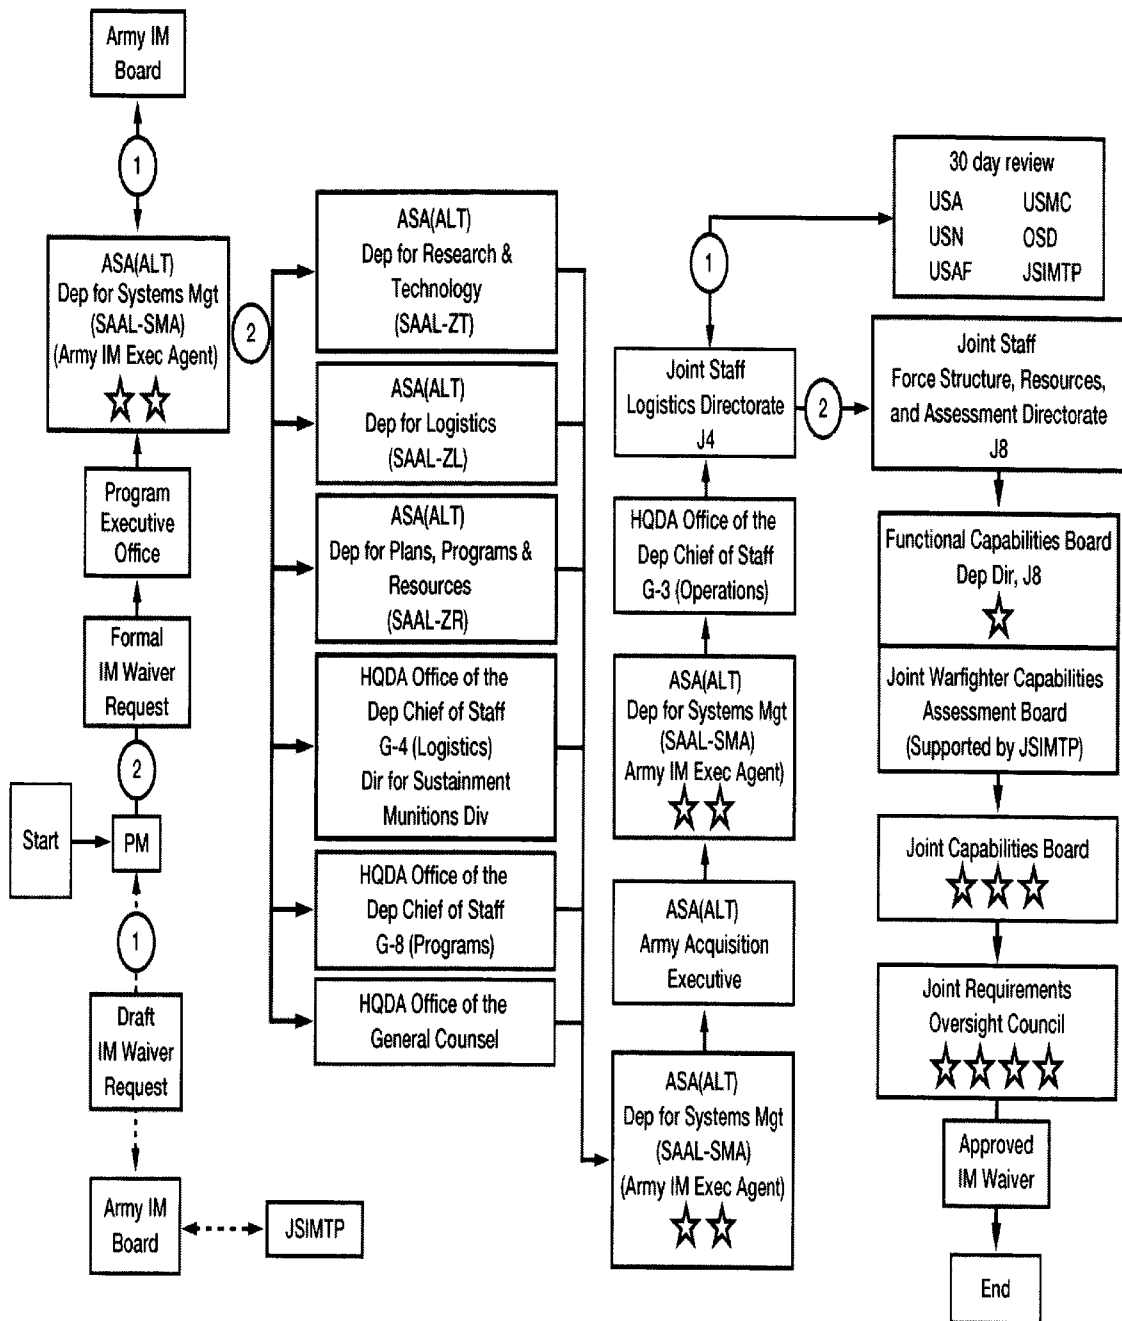 Army IM
Board
1
ASA(ALT)
Dep for Systems Mgt
(SAAL-SMA)
(Army IM Exec Agent)
2
Program
Executive
Office
Formal
IM Waiver
Request
2
Start
PM
1
Draft
IM Waiver
Request
Army IM
Board
JSIMTP
ASA(ALT)
Dep for Research &
Technology
(SAAL-ZT)
ASA(ALT)
Dep for Logistics
(SAAL-ZL)
ASA(ALT)
Dep for Plans, Programs &
Resources
(SAAL-ZR)
HQDA Office of the
Dep Chief of Staff
G-4 (Logistics)
Dir for Sustainment
Munitions Div
HQDA Office of the
Dep Chief of Staff
G-8 (Programs)
HQDA Office of the
General Counsel
1
Joint Staff
Logistics Directorate
J4
2
HQDA Office of the
Dep Chief of Staff
G-3 (Operations)
ASA(ALT)
Dep for Systems Mgt
(SAAL-SMA)
Army IM Exec Agent)
ASA(ALT)
Army Acquisition
Executive
ASA(ALT)
Dep for Systems Mgt
(SAAL-SMA)
(Army IM Exec Agent)
30 day review
USA USMC
USN OSD
USAF JSIMTP
Joint Staff
Force Structure, Resources,
and Assessment Directorate
J8
Functional Capabilities Board
Dep Dir, J8
Joint Warfighter Capabilities
Assessment Board
(Supported by JSIMTP)
Joint Capabilities Board
Joint Requirements
Oversight Council
Approved
IM Waiver
End